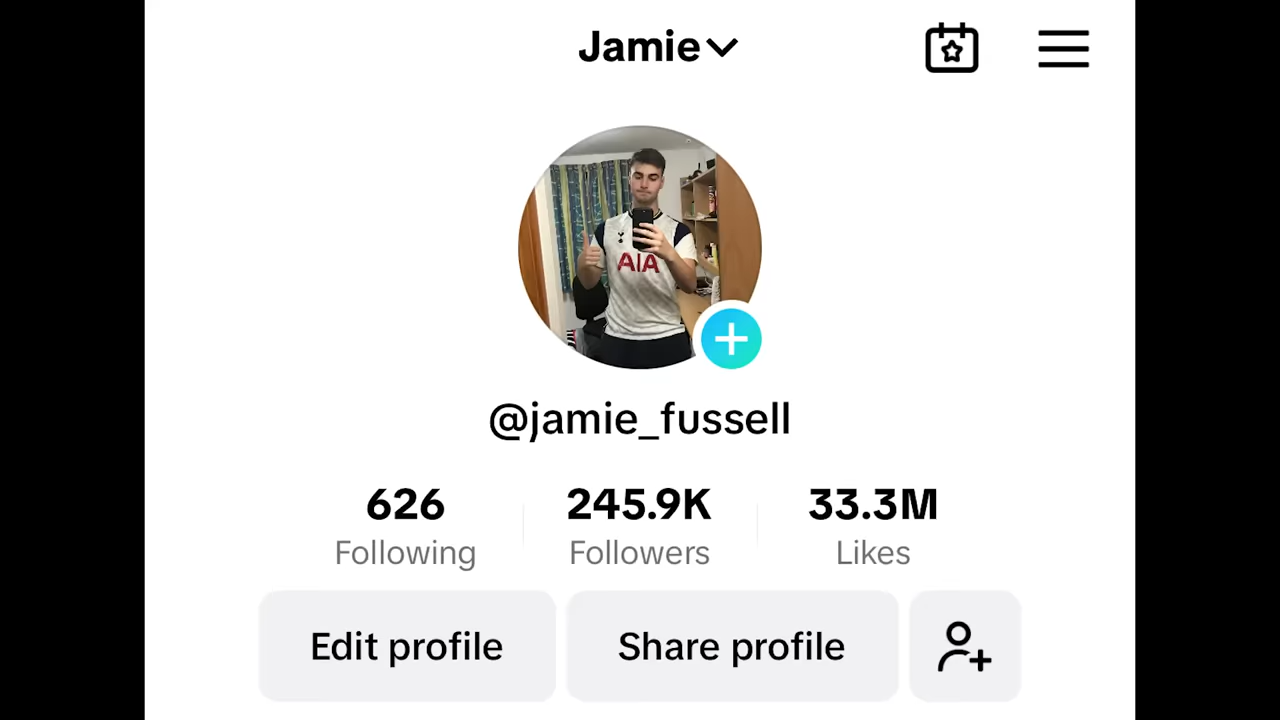 Jamie
AIA
@jamie_fussell
626 245.9K 33.3M
Following Followers Likes
Edit profile Share profile